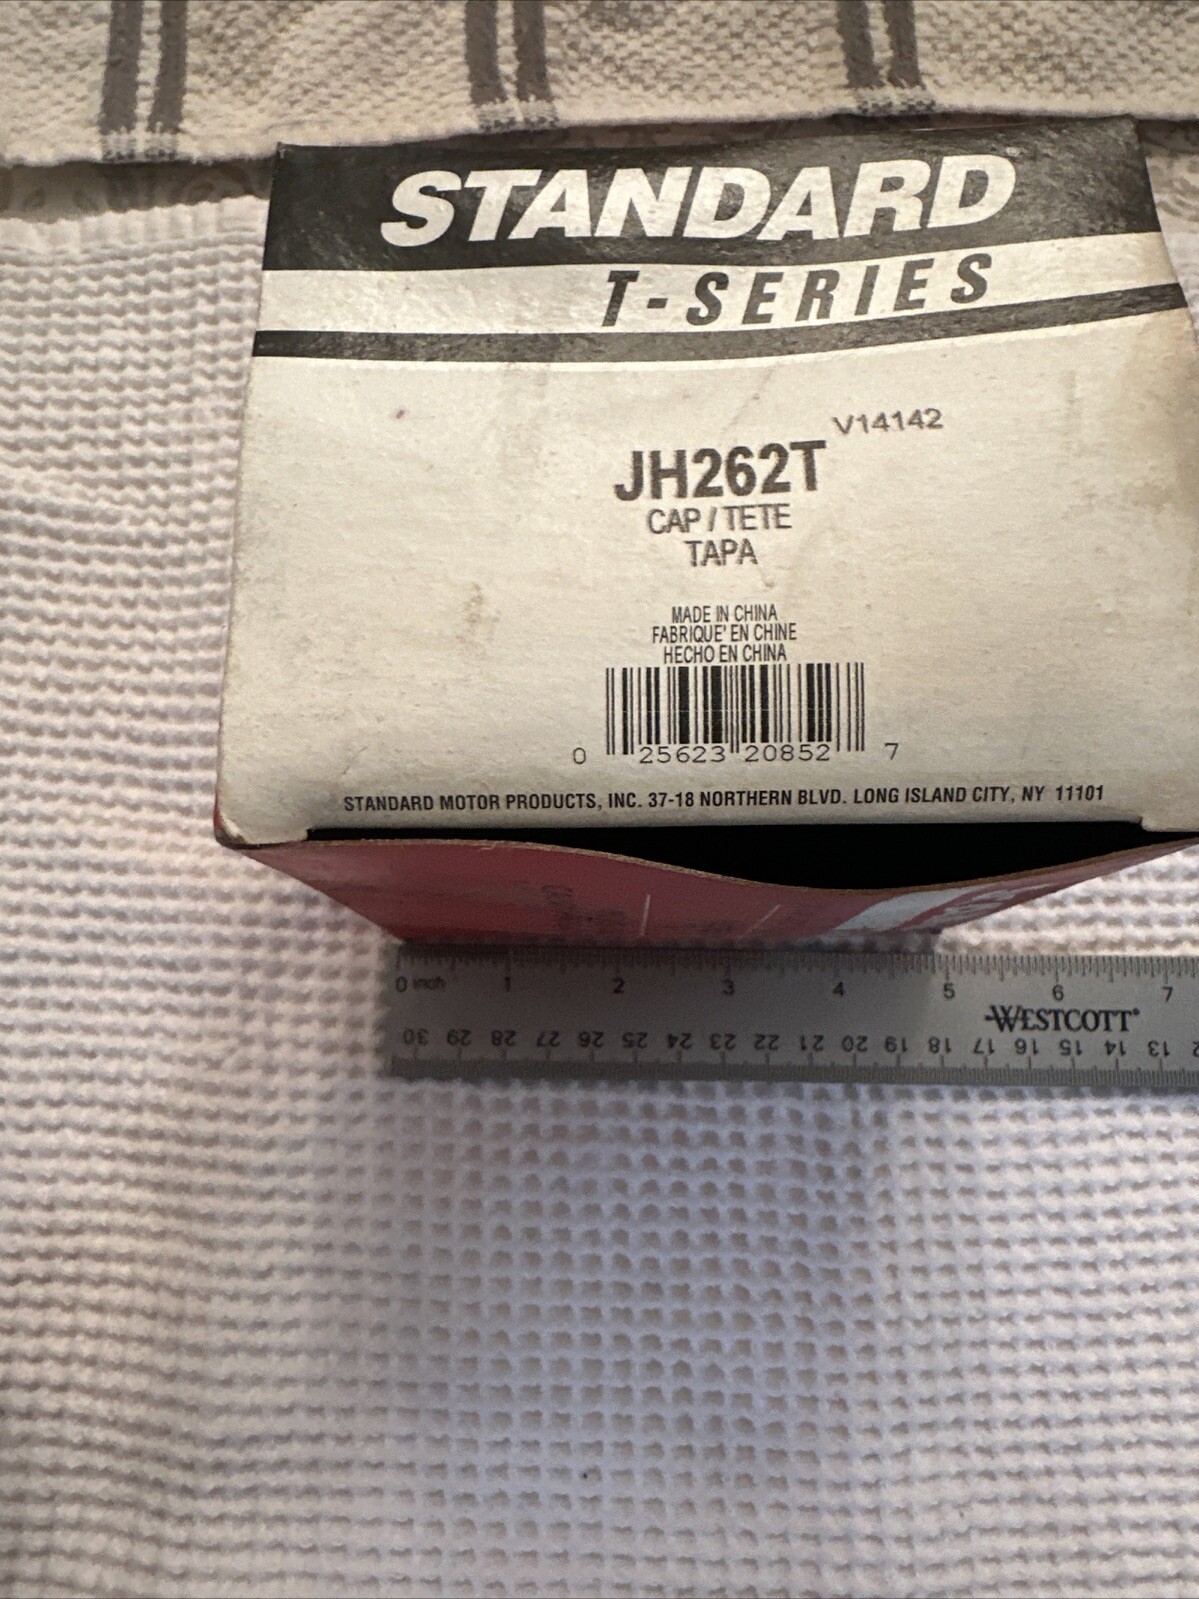 STANDARD®
T-SERIES
V14142
JH262T
CAP / TETE
TAPA
MADE IN CHINA
FABRIQUE' EN CHINE
HECHO EN CHINA
0 25623 20852 7
STANDARD MOTOR PRODUCTS, INC. 37-18 NORTHERN BLVD. LONG ISLAND CITY, NY 11101
0 inch 1 2 3 4 5 6 7
WESTCOTT®
30 29 28 27 26 25 24 23 22 21 20 19 18 17 16 15 14 13